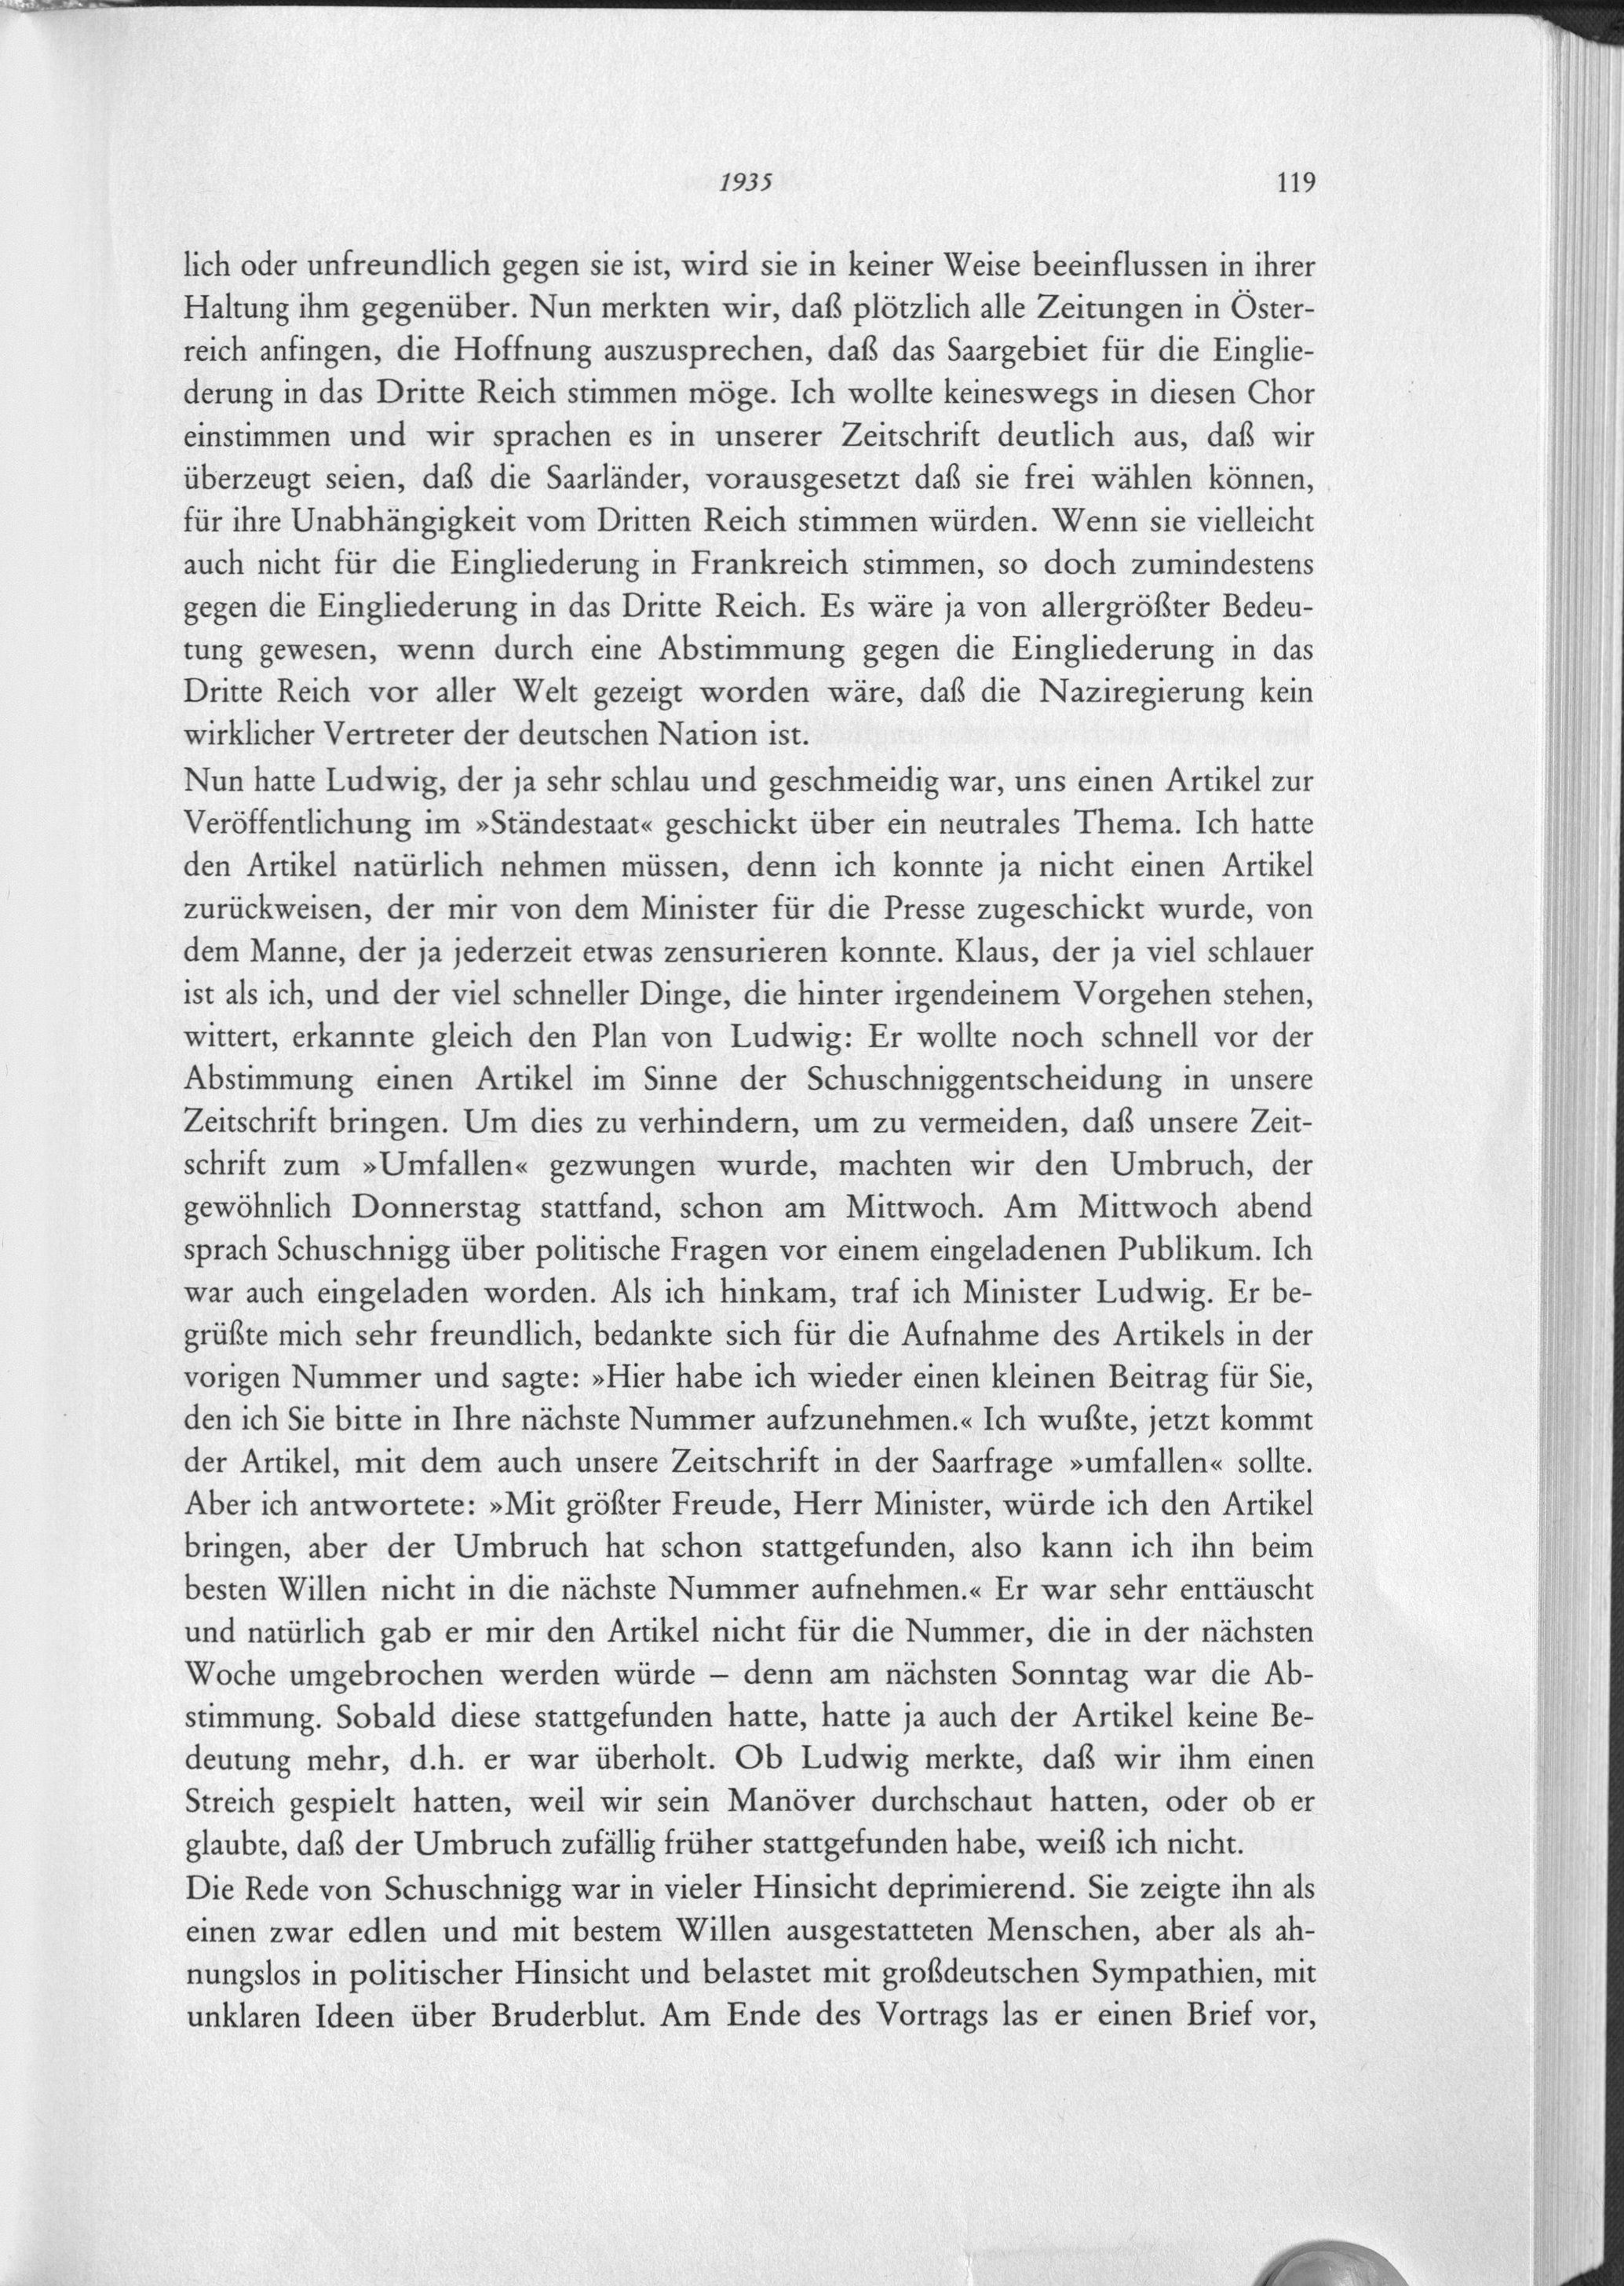 1935 119
lich oder unfreundlich gegen sie ist, wird sie in keiner Weise beeinflussen in ihrer
Haltung ihm gegenüber. Nun merkten wir, daß plötzlich alle Zeitungen in Öster-
reich anfingen, die Hoffnung auszusprechen, daß das Saargebiet für die Einglie-
derung in das Dritte Reich stimmen möge. Ich wollte keineswegs in diesen Chor
einstimmen und wir sprachen es in unserer Zeitschrift deutlich aus, daß wir
überzeugt seien, daß die Saarländer, vorausgesetzt daß sie frei wählen können,
für ihre Unabhängigkeit vom Dritten Reich stimmen würden. Wenn sie vielleicht
auch nicht für die Eingliederung in Frankreich stimmen, so doch zumindestens
gegen die Eingliederung in das Dritte Reich. Es wäre ja von allergrößter Bedeu-
tung gewesen, wenn durch eine Abstimmung gegen die Eingliederung in das
Dritte Reich vor aller Welt gezeigt worden wäre, daß die Naziregierung kein
wirklicher Vertreter der deutschen Nation ist.
Nun hatte Ludwig, der ja sehr schlau und geschmeidig war, uns einen Artikel zur
Veröffentlichung im »Ständestaat« geschickt über ein neutrales Thema. Ich hatte
den Artikel natürlich nehmen müssen, denn ich konnte ja nicht einen Artikel
zurückweisen, der mir von dem Minister für die Presse zugeschickt wurde, von
dem Manne, der ja jederzeit etwas zensurieren konnte. Klaus, der ja viel schlauer
ist als ich, und der viel schneller Dinge, die hinter irgendeinem Vorgehen stehen,
wittert, erkannte gleich den Plan von Ludwig: Er wollte noch schnell vor der
Abstimmung einen Artikel im Sinne der Schuschniggentscheidung in unsere
Zeitschrift bringen. Um dies zu verhindern, um zu vermeiden, daß unsere Zeit-
schrift zum »Umfallen« gezwungen wurde, machten wir den Umbruch, der
gewöhnlich Donnerstag stattfand, schon am Mittwoch. Am Mittwoch abend
sprach Schuschnigg über politische Fragen vor einem eingeladenen Publikum. Ich
war auch eingeladen worden. Als ich hinkam, traf ich Minister Ludwig. Er be-
grüßte mich sehr freundlich, bedankte sich für die Aufnahme des Artikels in der
vorigen Nummer und sagte: »Hier habe ich wieder einen kleinen Beitrag für Sie,
den ich Sie bitte in Ihre nächste Nummer aufzunehmen.« Ich wußte, jetzt kommt
der Artikel, mit dem auch unsere Zeitschrift in der Saarfrage »umfallen« sollte.
Aber ich antwortete: »Mit größter Freude, Herr Minister, würde ich den Artikel
bringen, aber der Umbruch hat schon stattgefunden, also kann ich ihn beim
besten Willen nicht in die nächste Nummer aufnehmen.« Er war sehr enttäuscht
und natürlich gab er mir den Artikel nicht für die Nummer, die in der nächsten
Woche umgebrochen werden würde – denn am nächsten Sonntag war die Ab-
stimmung. Sobald diese stattgefunden hatte, hatte ja auch der Artikel keine Be-
deutung mehr, d.h. er war überholt. Ob Ludwig merkte, daß wir ihm einen
Streich gespielt hatten, weil wir sein Manöver durchschaut hatten, oder ob er
glaubte, daß der Umbruch zufällig früher stattgefunden habe, weiß ich nicht.
Die Rede von Schuschnigg war in vieler Hinsicht deprimierend. Sie zeigte ihn als
einen zwar edlen und mit bestem Willen ausgestatteten Menschen, aber als ah-
nungslos in politischer Hinsicht und belastet mit großdeutschen Sympathien, mit
unklaren Ideen über Bruderblut. Am Ende des Vortrags las er einen Brief vor,